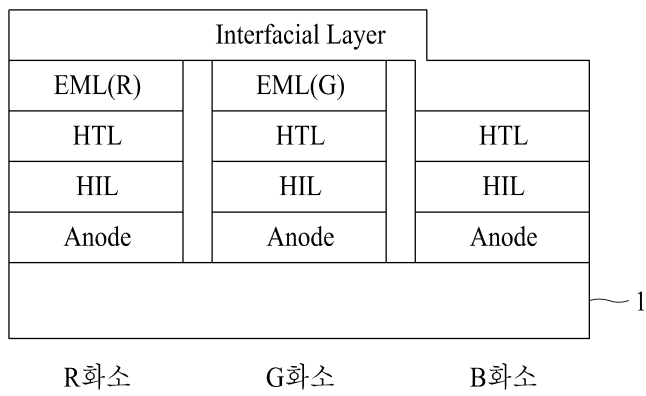 Interfacial Layer
EML(R) EML(G)
HTL HTL HTL
HIL HIL HIL
Anode Anode Anode
1
R화소 G화소 B화소